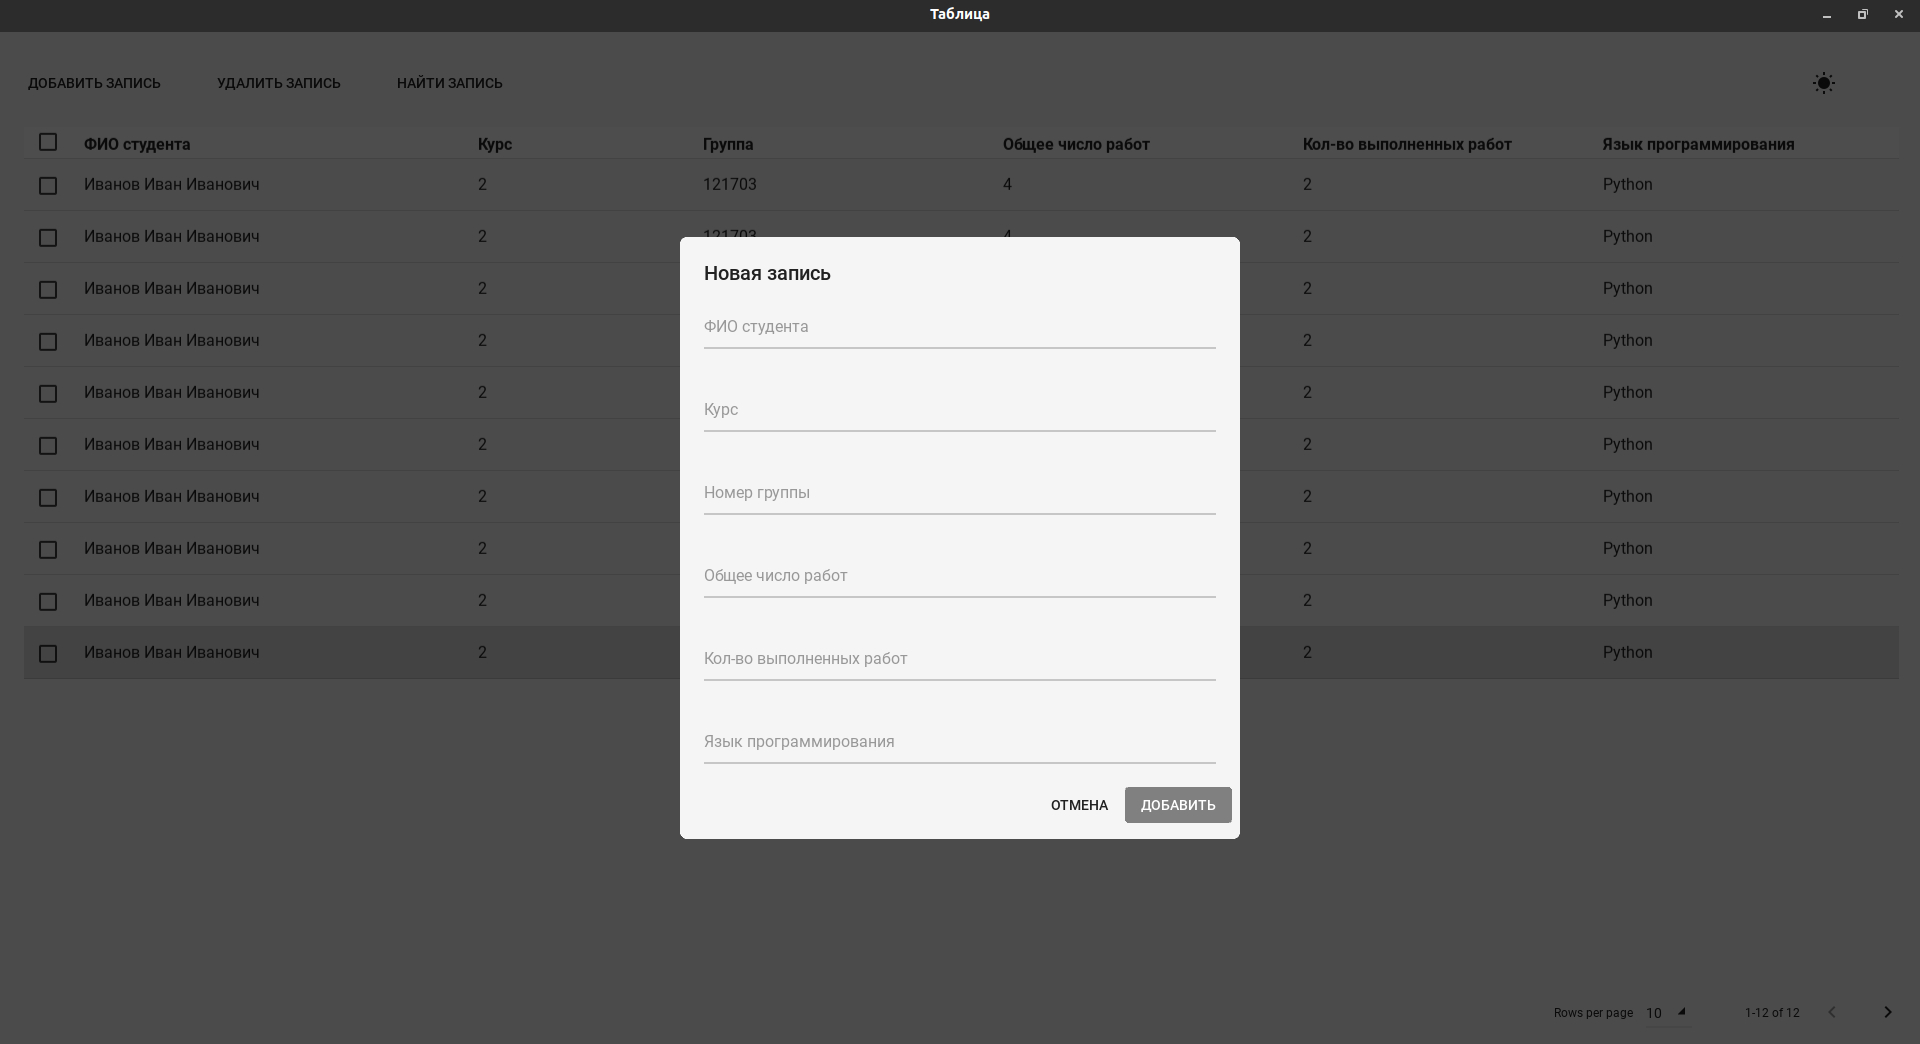 Таблица
ДОБАВИТЬ ЗАПИСЬ УДАЛИТЬ ЗАПИСЬ НАЙТИ ЗАПИСЬ
ФИО студента Курс Группа Общее число работ Кол-во выполненных работ Язык программирования
Иванов Иван Иванович 2 121703 4 2 Python
Иванов Иван Иванович 2 121703 4 2 Python
Иванов Иван Иванович 2 2 Python
Иванов Иван Иванович 2 2 Python
Иванов Иван Иванович 2 2 Python
Иванов Иван Иванович 2 2 Python
Иванов Иван Иванович 2 2 Python
Иванов Иван Иванович 2 2 Python
Иванов Иван Иванович 2 2 Python
Иванов Иван Иванович 2 2 Python
Новая запись
ФИО студента
Курс
Номер группы
Общее число работ
Кол-во выполненных работ
Язык программирования
ОТМЕНА ДОБАВИТЬ
Rows per page 10 1-12 of 12